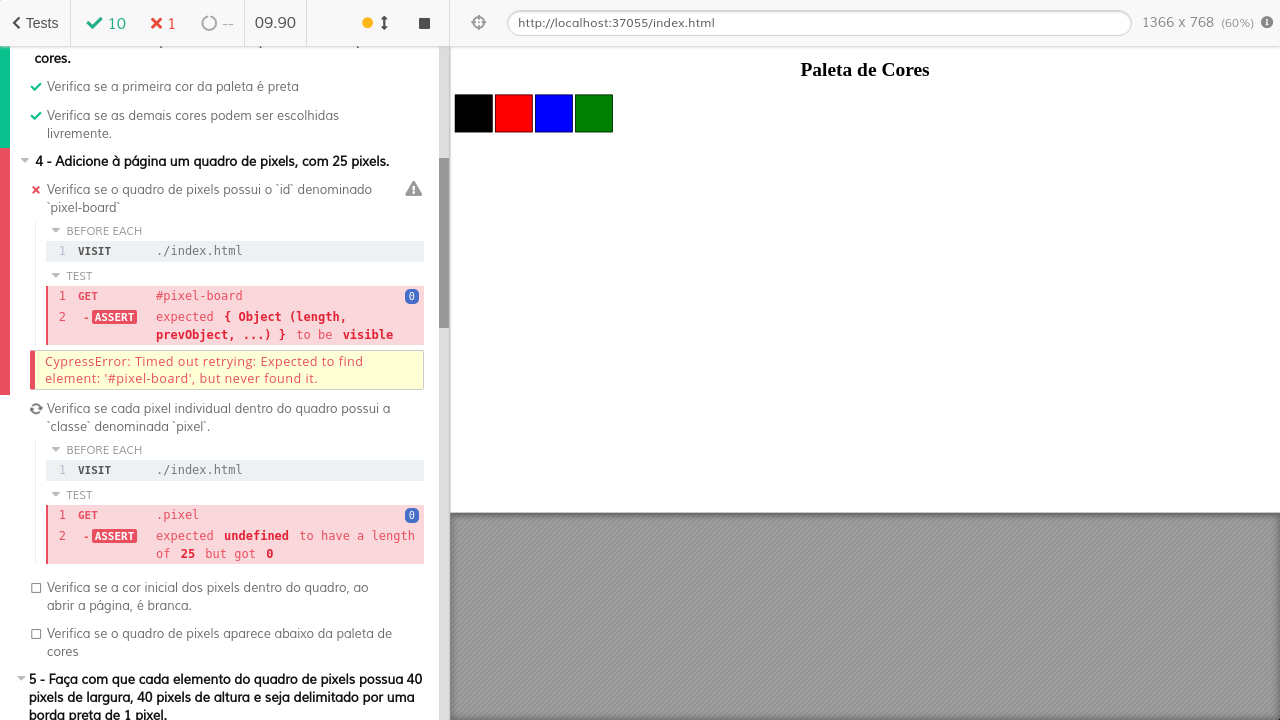 Tests
10
1
--
09.90
http://localhost:37055/index.html
1366 x 768 (60%)
cores.
Verifica se a primeira cor da paleta é preta
Verifica se as demais cores podem ser escolhidas
livremente.
4 - Adicione à página um quadro de pixels, com 25 pixels.
Verifica se o quadro de pixels possui o `id` denominado
`pixel-board`
BEFORE EACH
1 VISIT ./index.html
TEST
1 GET #pixel-board 0
2 -ASSERT expected { Object (length,
prevObject, ...) } to be visible
CypressError: Timed out retrying: Expected to find
element: '#pixel-board', but never found it.
Verifica se cada pixel individual dentro do quadro possui a
`classe` denominada `pixel`.
BEFORE EACH
1 VISIT ./index.html
TEST
1 GET .pixel 0
2 -ASSERT expected undefined to have a length
of 25 but got 0
Verifica se a cor inicial dos pixels dentro do quadro, ao
abrir a página, é branca.
Verifica se o quadro de pixels aparece abaixo da paleta de
cores
5 - Faça com que cada elemento do quadro de pixels possua 40
pixels de largura, 40 pixels de altura e seja delimitado por uma
borda preta de 1 pixel.
Paleta de Cores